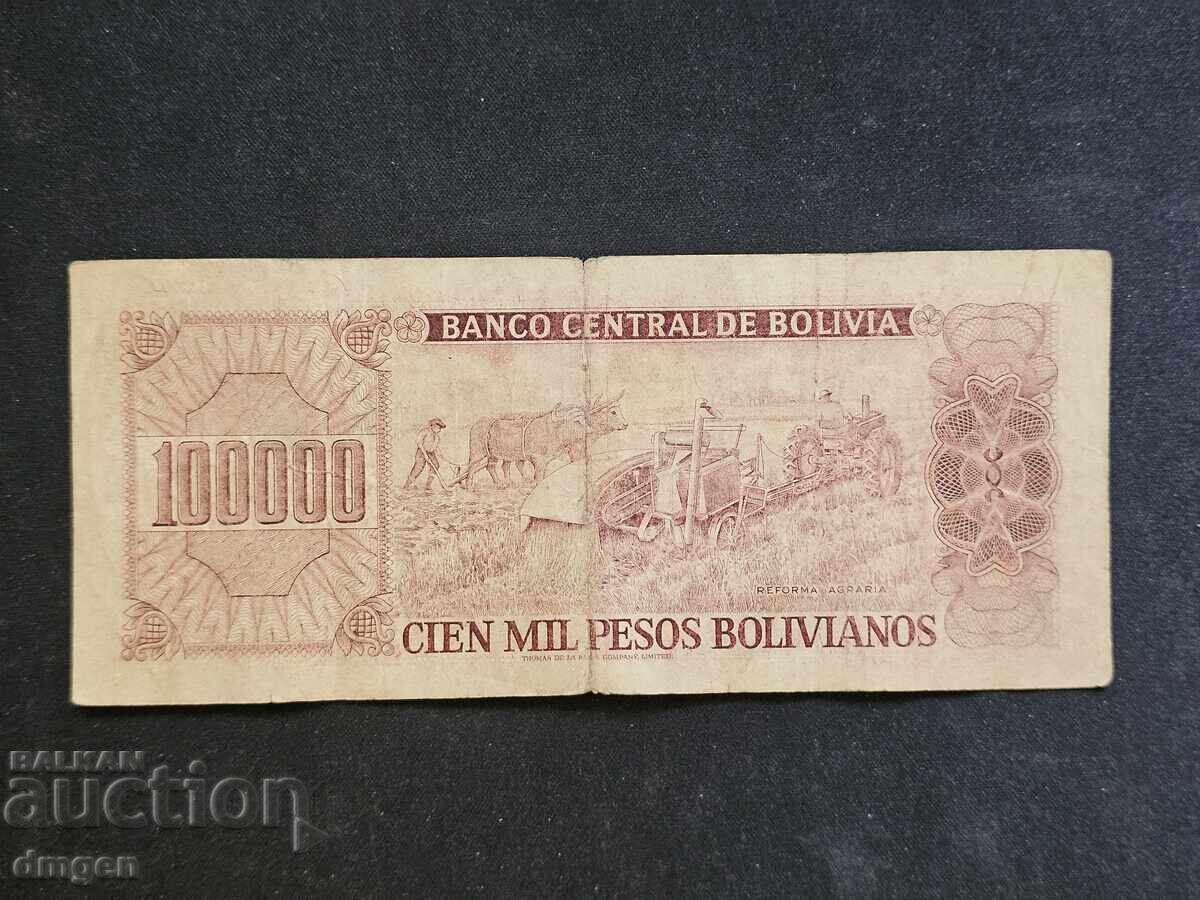 BANCO CENTRAL DE BOLIVIA
100000
REFORMA AGRARIA
CIEN MIL PESOS BOLIVIANOS
THOMAS DE LA RUE & COMPANY, LIMITED.
BALKAN
auction
dmgen